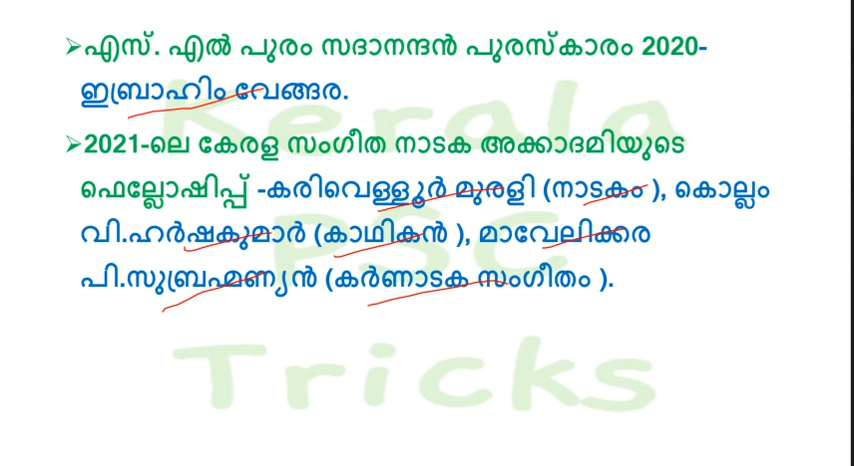 ➢എസ്. എൽ പുരം സദാനന്ദൻ പുരസ്കാരം 2020-
ഇബ്രാഹിം വേങ്ങര.
➢2021-ലെ കേരള സംഗീത നാടക അക്കാദമിയുടെ
ഫെല്ലോഷിപ്പ് -കരിവെള്ളൂർ മുരളി (നാടകം ), കൊല്ലം
വി.ഹർഷകുമാർ (കാഥികൻ ), മാവേലിക്കര
പി.സുബ്രഹ്മണ്യൻ (കർണാടക സംഗീതം ).
Kerala
PSC
Tricks